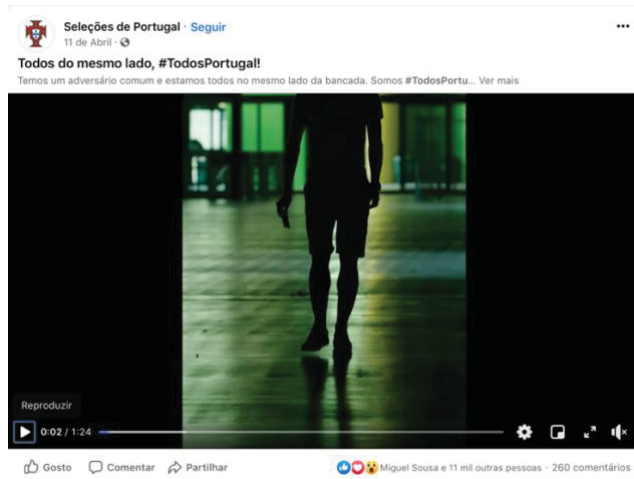 Seleções de Portugal · Seguir
11 de Abril ·
Todos do mesmo lado, #TodosPortugal!
Temos um adversário comum e estamos todos no mesmo lado da bancada. Somos #TodosPortu... Ver mais
Reproduzir
0:02 / 1:24
Gosto Comentar Partilhar Miguel Sousa e 11 mil outras pessoas · 260 comentários